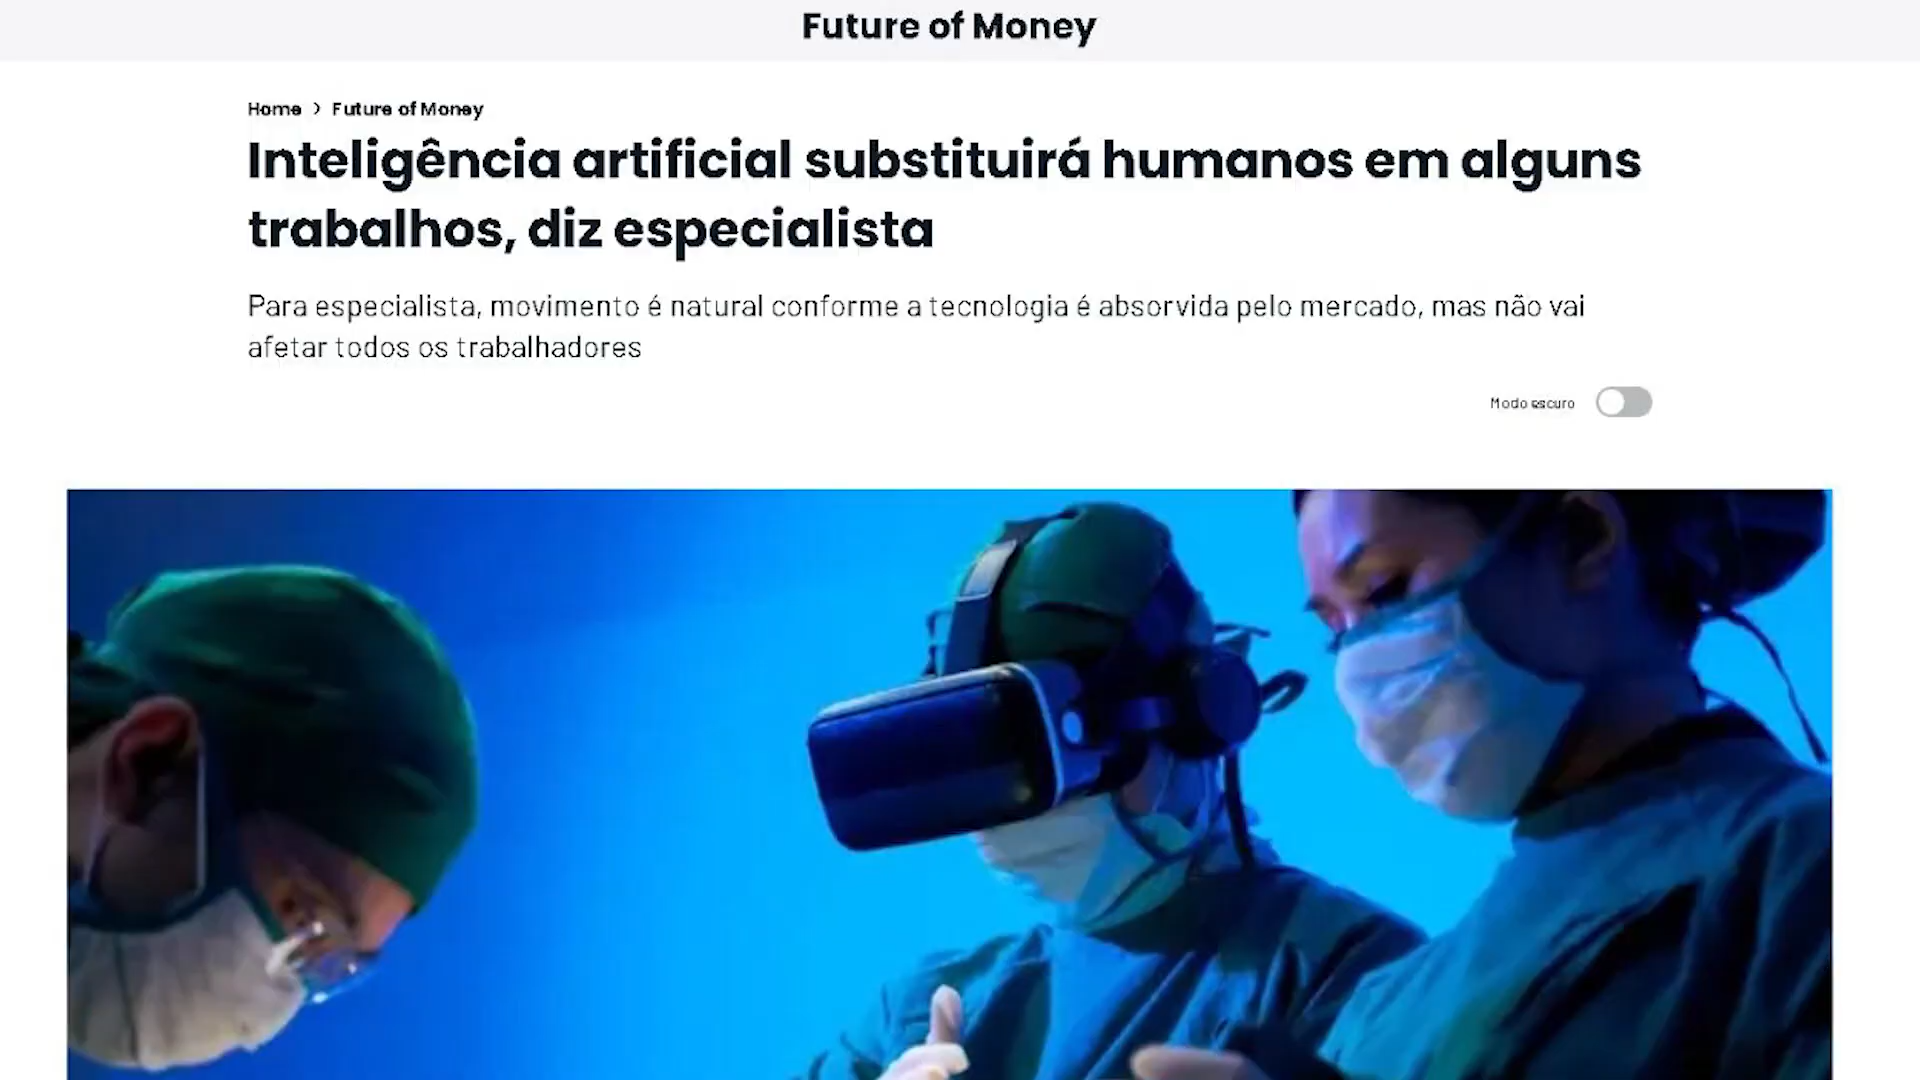 Future of Money
Home > Future of Money
Inteligência artificial substituirá humanos em alguns
trabalhos, diz especialista
Para especialista, movimento é natural conforme a tecnologia é absorvida pelo mercado, mas não vai
afetar todos os trabalhadores
Modo escuro